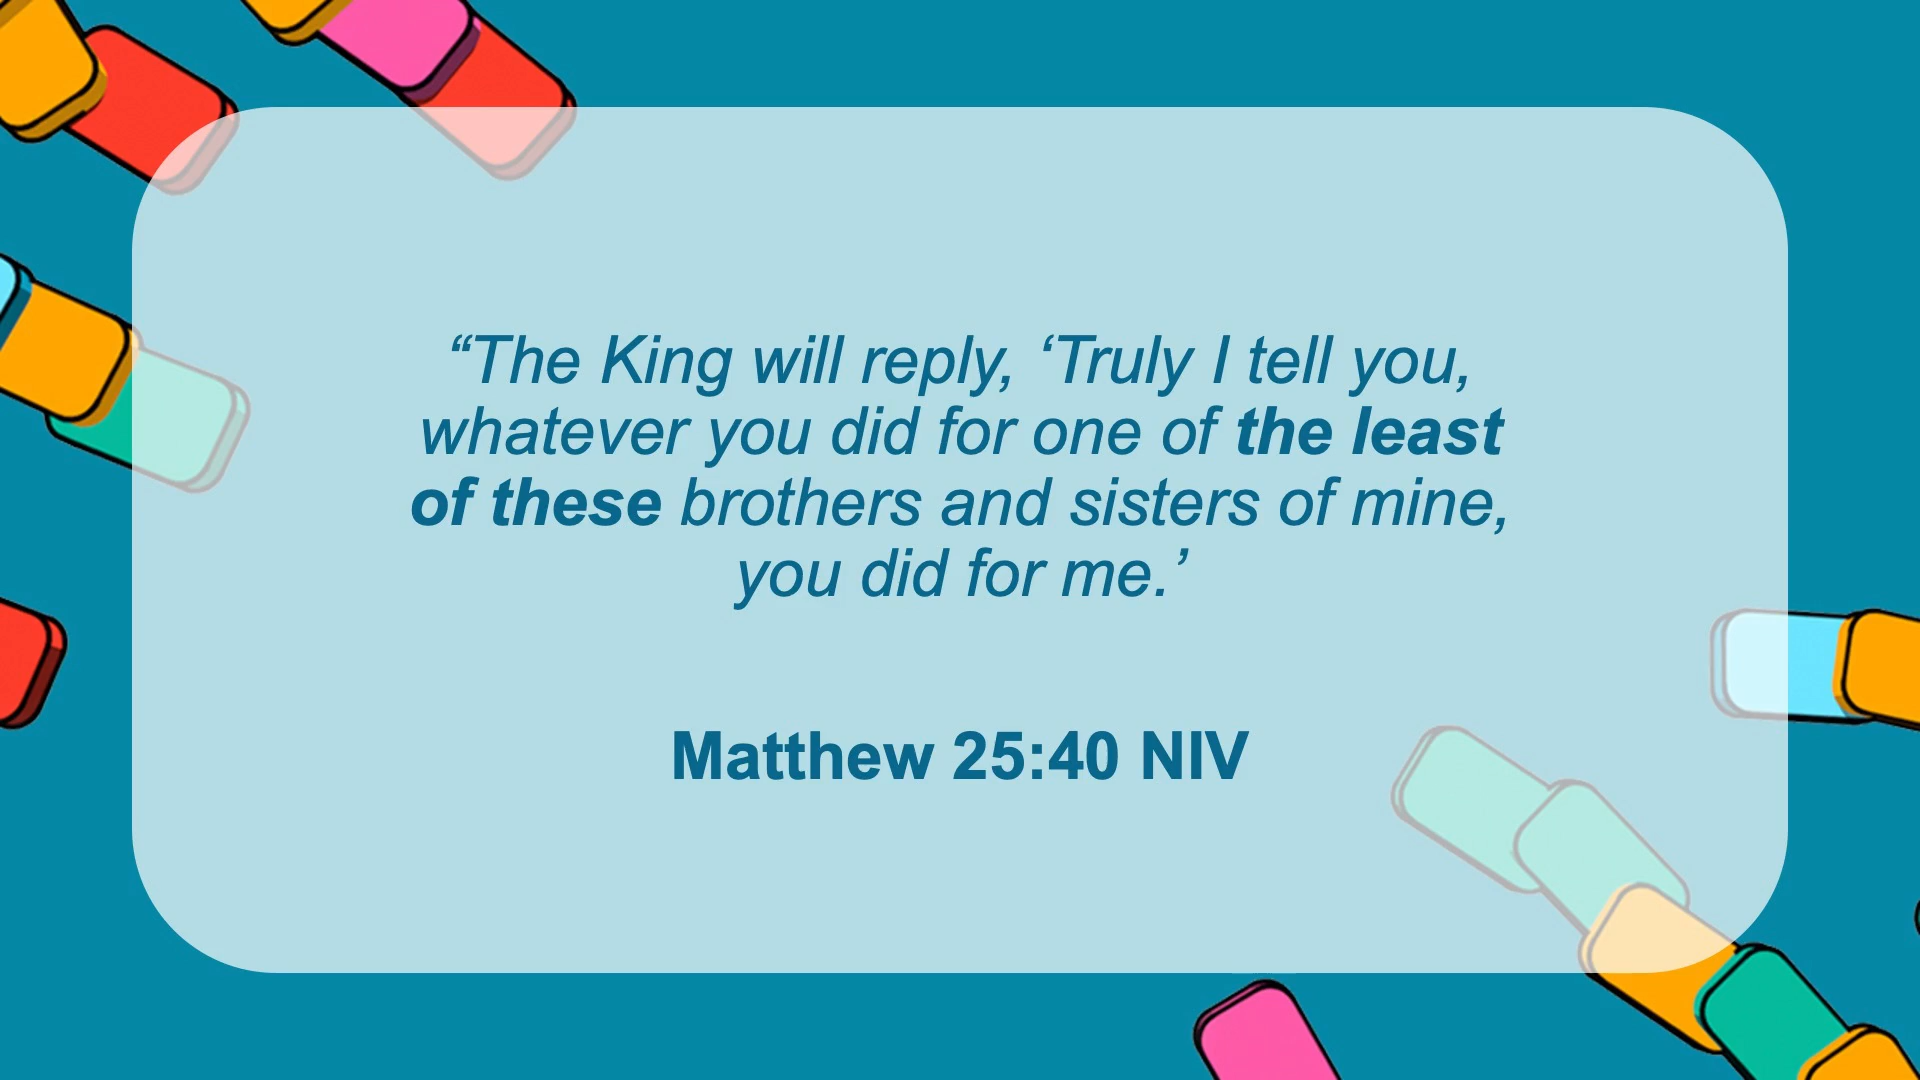 “The King will reply, ‘Truly I tell you,
whatever you did for one of the least
of these brothers and sisters of mine,
you did for me.’
Matthew 25:40 NIV